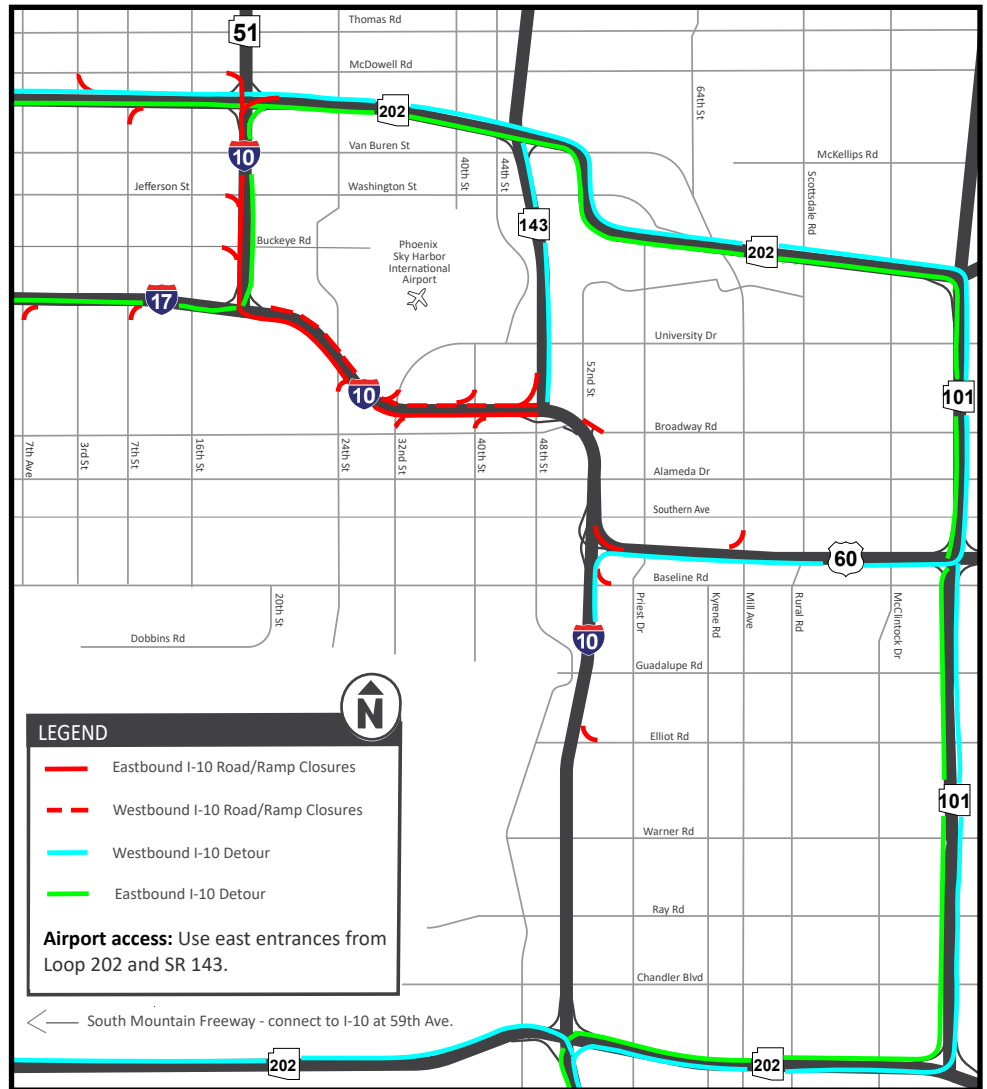 Thomas Rd
51
McDowell Rd
202
64th St
10
Van Buren St
40th St
44th St
McKellips Rd
Jefferson St
Washington St
Scottsdale Rd
143
Buckeye Rd
Phoenix
Sky Harbor
International
Airport
202
17
University Dr
52nd St
10
101
7th Ave
3rd St
7th St
16th St
24th St
32nd St
40th St
48th St
Broadway Rd
Alameda Dr
Southern Ave
60
Baseline Rd
20th St
Priest Dr
Kyrene Rd
Mill Ave
Rural Rd
McClintock Dr
Dobbins Rd
10
Guadalupe Rd
N
LEGEND
Elliot Rd
Eastbound I-10 Road/Ramp Closures
Westbound I-10 Road/Ramp Closures
101
Warner Rd
Westbound I-10 Detour
Eastbound I-10 Detour
Ray Rd
Airport access: Use east entrances from
Loop 202 and SR 143.
Chandler Blvd
South Mountain Freeway - connect to I-10 at 59th Ave.
202
202